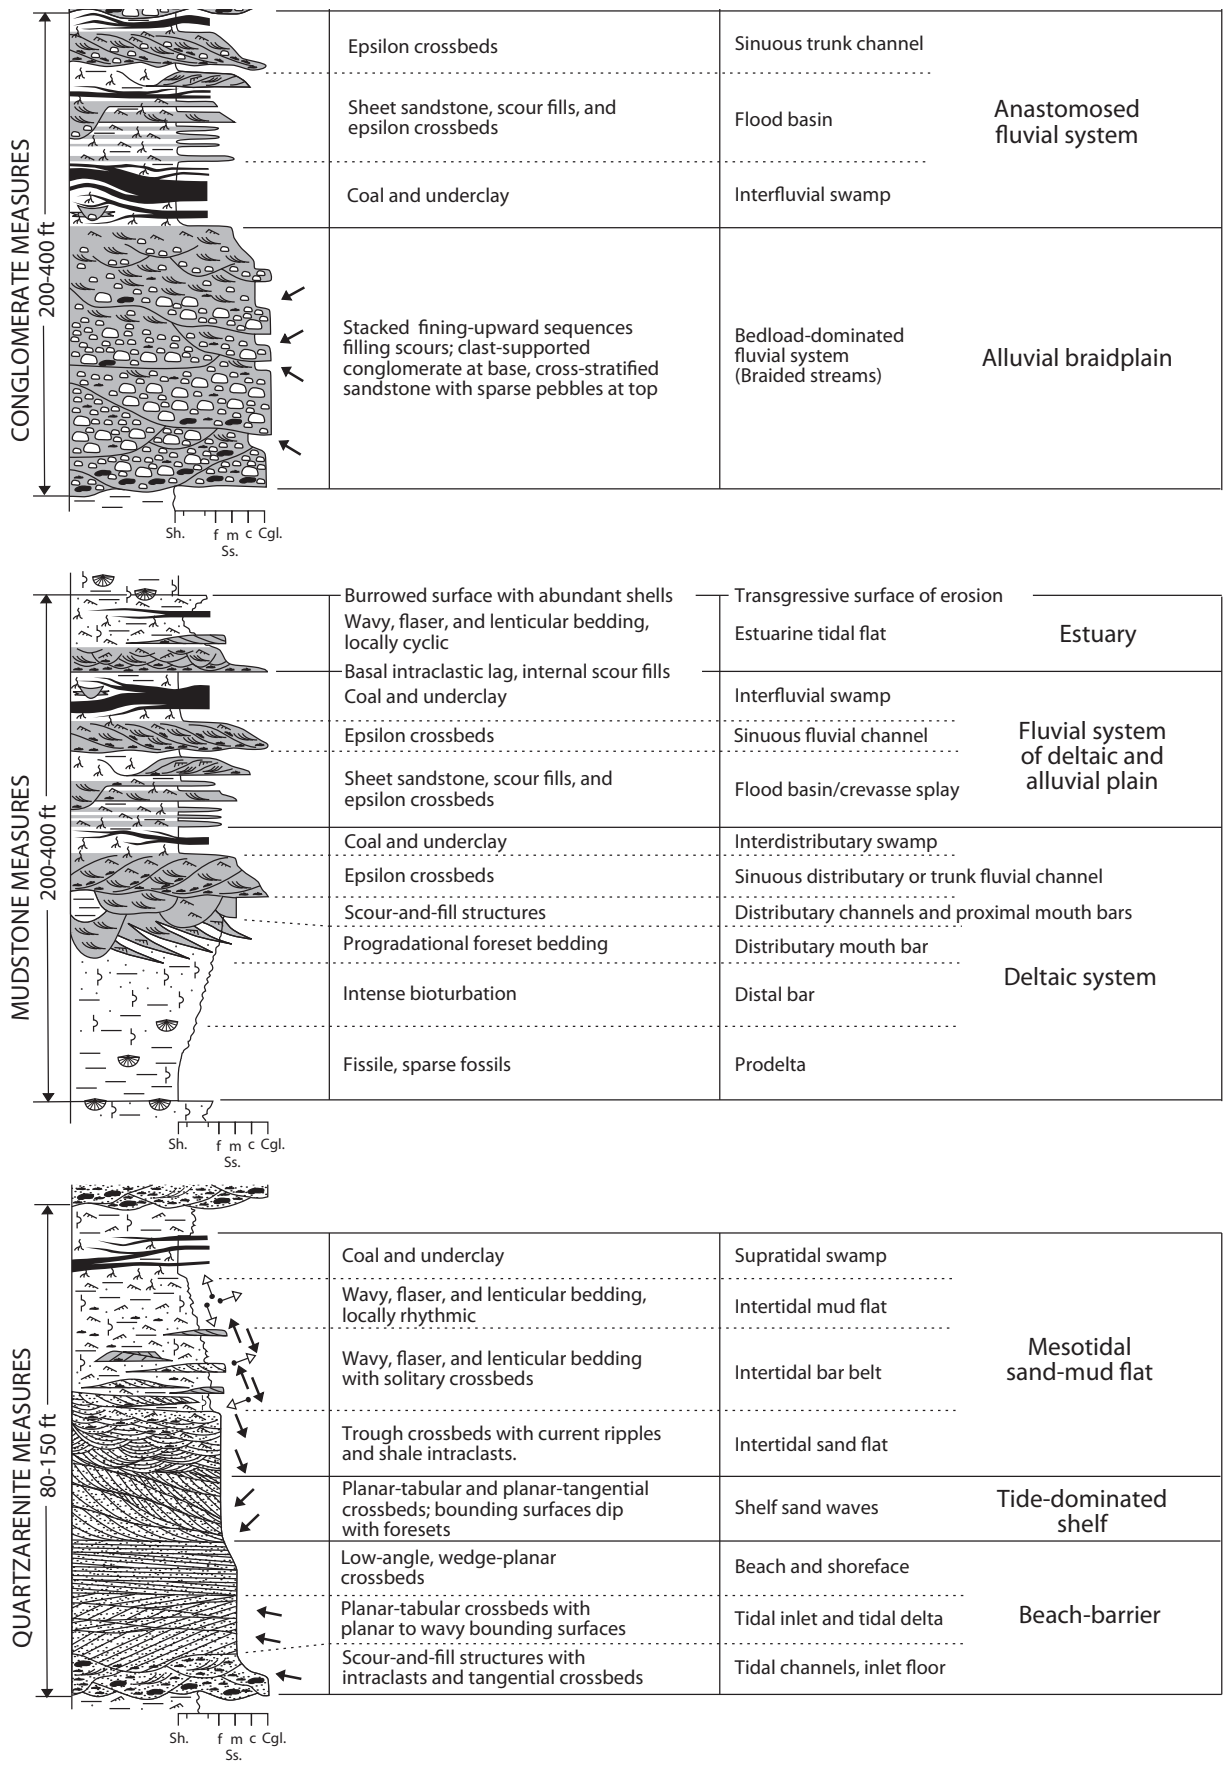 CONGLOMERATE MEASURES
200-400 ft
Epsilon crossbeds
Sinuous trunk channel
Sheet sandstone, scour fills, and
epsilon crossbeds
Flood basin
Coal and underclay
Interfluvial swamp
Anastomosed
fluvial system
Stacked fining-upward sequences
filling scours; clast-supported
conglomerate at base, cross-stratified
sandstone with sparse pebbles at top
Bedload-dominated
fluvial system
(Braided streams)
Alluvial braidplain
Sh. f m c Cgl.
Ss.
MUDSTONE MEASURES
200-400 ft
Burrowed surface with abundant shells
Transgressive surface of erosion
Wavy, flaser, and lenticular bedding,
locally cyclic
Estuarine tidal flat
Estuary
Basal intraclastic lag, internal scour fills
Coal and underclay
Interfluvial swamp
Epsilon crossbeds
Sinuous fluvial channel
Sheet sandstone, scour fills, and
epsilon crossbeds
Flood basin/crevasse splay
Fluvial system
of deltaic and
alluvial plain
Coal and underclay
Interdistributary swamp
Epsilon crossbeds
Sinuous distributary or trunk fluvial channel
Scour-and-fill structures
Distributary channels and proximal mouth bars
Progradational foreset bedding
Distributary mouth bar
Intense bioturbation
Distal bar
Fissile, sparse fossils
Prodelta
Deltaic system
Sh. f m c Cgl.
Ss.
QUARTZARENITE MEASURES
80-150 ft
Coal and underclay
Supratidal swamp
Wavy, flaser, and lenticular bedding,
locally rhythmic
Intertidal mud flat
Wavy, flaser, and lenticular bedding
with solitary crossbeds
Intertidal bar belt
Trough crossbeds with current ripples
and shale intraclasts.
Intertidal sand flat
Mesotidal
sand-mud flat
Planar-tabular and planar-tangential
crossbeds; bounding surfaces dip
with foresets
Shelf sand waves
Tide-dominated
shelf
Low-angle, wedge-planar
crossbeds
Beach and shoreface
Planar-tabular crossbeds with
planar to wavy bounding surfaces
Tidal inlet and tidal delta
Scour-and-fill structures with
intraclasts and tangential crossbeds
Tidal channels, inlet floor
Beach-barrier
Sh. f m c Cgl.
Ss.